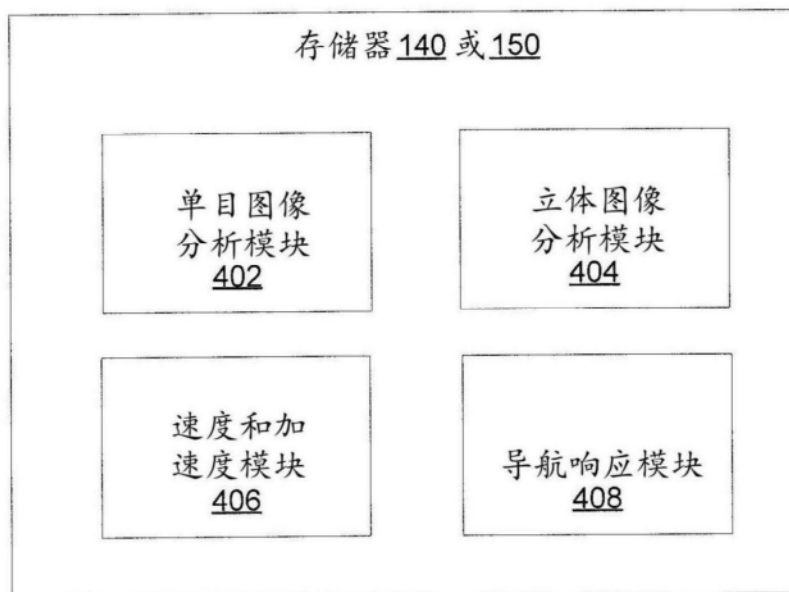 存储器 140 或 150
单目图像
分析模块
402
立体图像
分析模块
404
速度和加
速度模块
406
导航响应模块
408